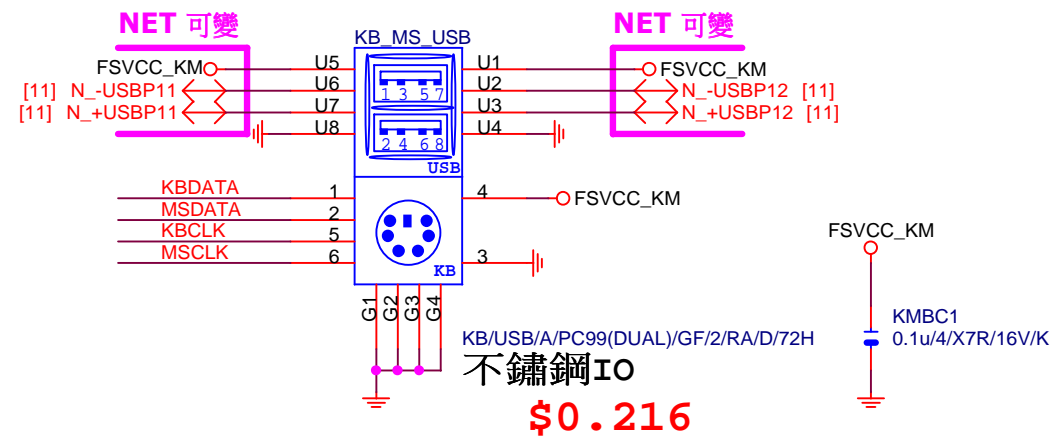 NET 可變
NET 可變
KB_MS_USB
FSVCC_KM
U5
U1
FSVCC_KM
[11] N_-USBP11
U6
U2
N_-USBP12 [11]
[11] N_+USBP11
U7
U3
N_+USBP12 [11]
U8
U4
1 3 5 7
2 4 6 8
USB
KBDATA
1
4
FSVCC_KM
MSDATA
2
KBCLK
5
MSCLK
6
3
KB
G1
G2
G3
G4
FSVCC_KM
KMBC1
0.1u/4/X7R/16V/K
KB/USB/A/PC99(DUAL)/GF/2/RA/D/72H
不鏽鋼IO
$0.216